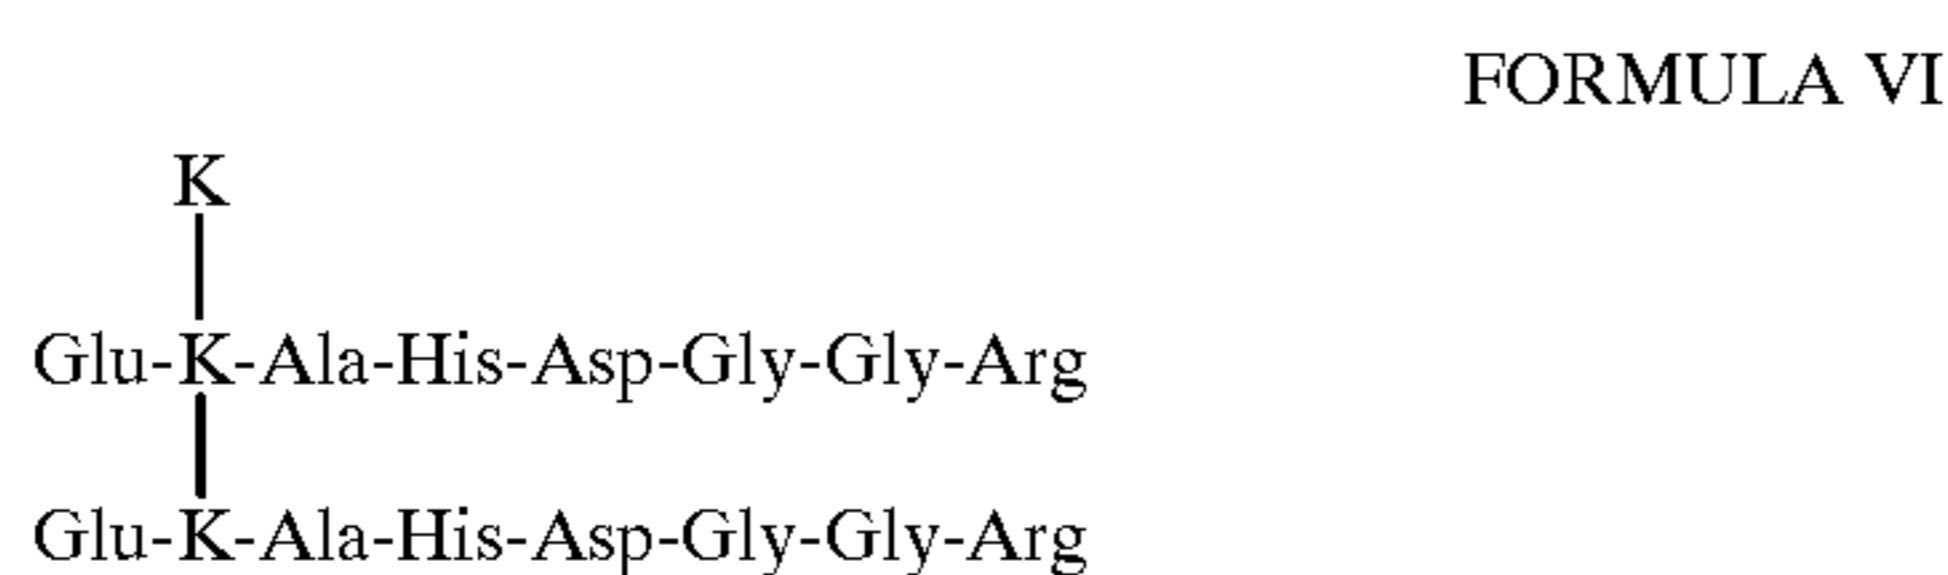 FORMULA VI
K
Glu-K-Ala-His-Asp-Gly-Gly-Arg
Glu-K-Ala-His-Asp-Gly-Gly-Arg